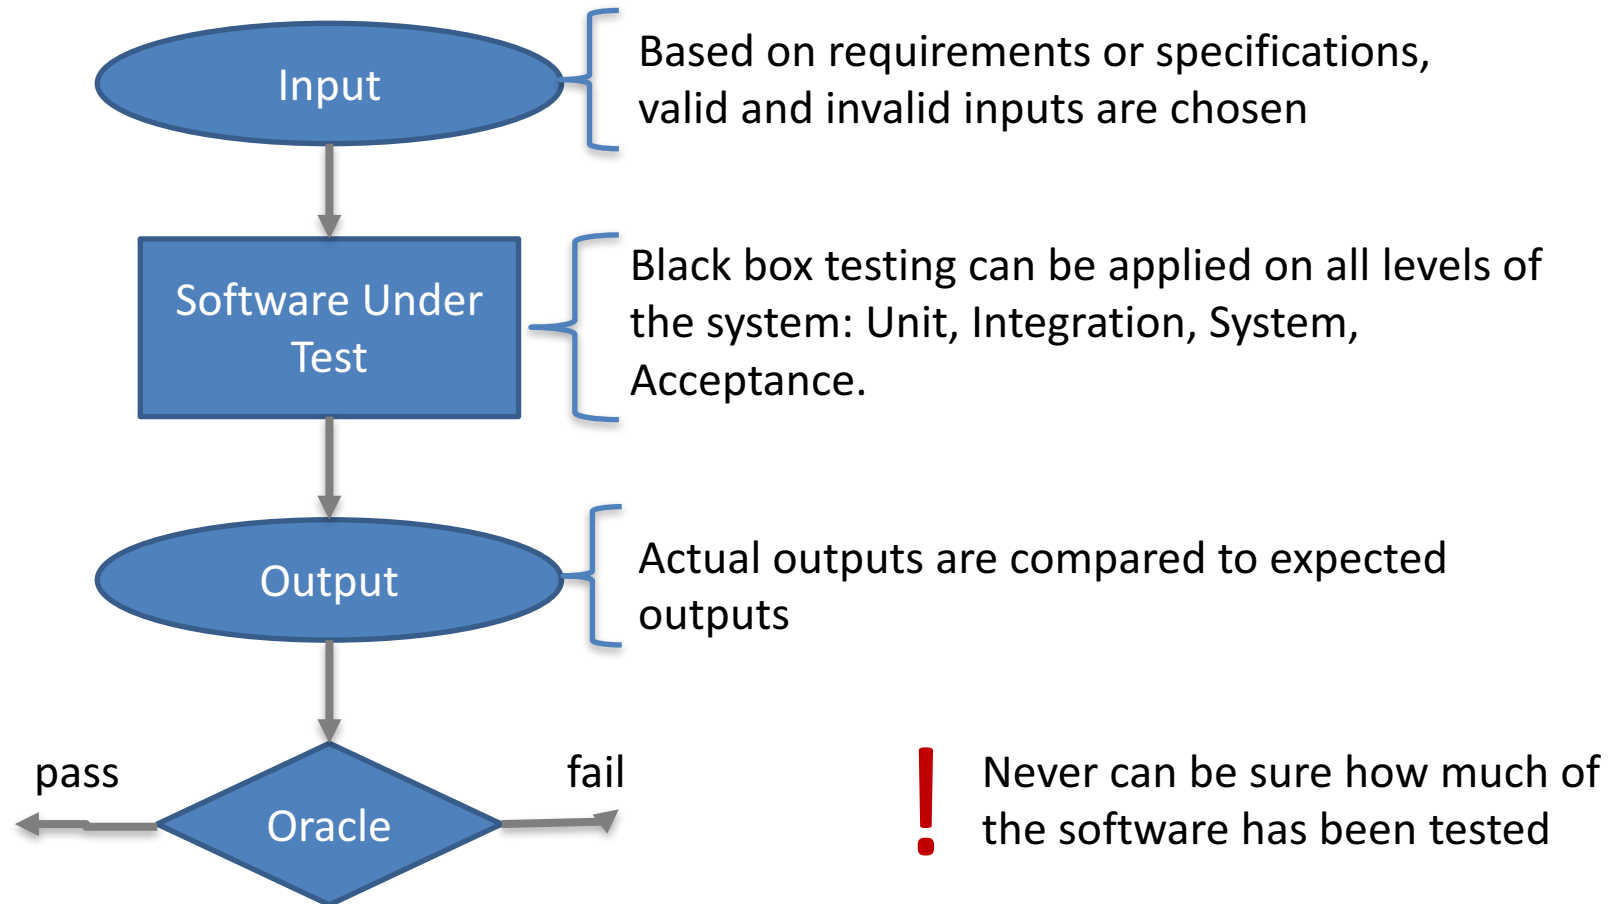 Input
Based on requirements or specifications,
valid and invalid inputs are chosen
Software Under
Test
Black box testing can be applied on all levels of
the system: Unit, Integration, System,
Acceptance.
Output
Actual outputs are compared to expected
outputs
pass
fail
Oracle
!
Never can be sure how much of
the software has been tested